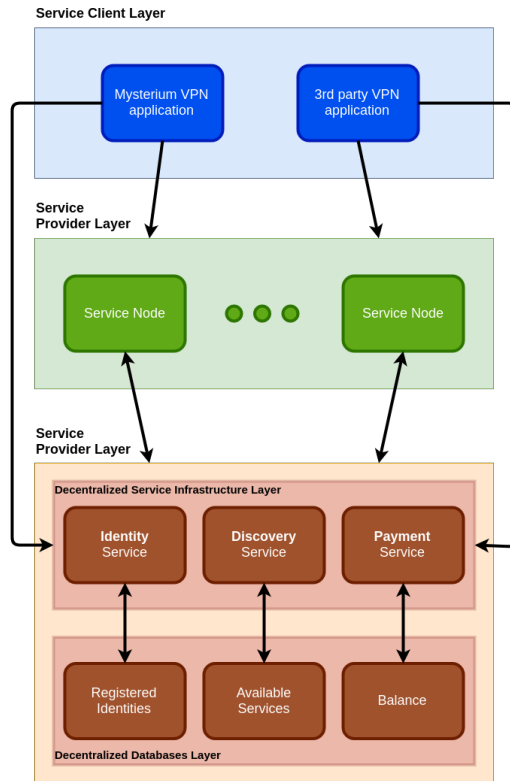 Service Client Layer
Mysterium VPN
application
3rd party VPN
application
Service
Provider Layer
Service Node
Service Node
Service
Provider Layer
Decentralized Service Infrastructure Layer
Identity
Service
Discovery
Service
Payment
Service
Registered
Identities
Available
Services
Balance
Decentralized Databases Layer